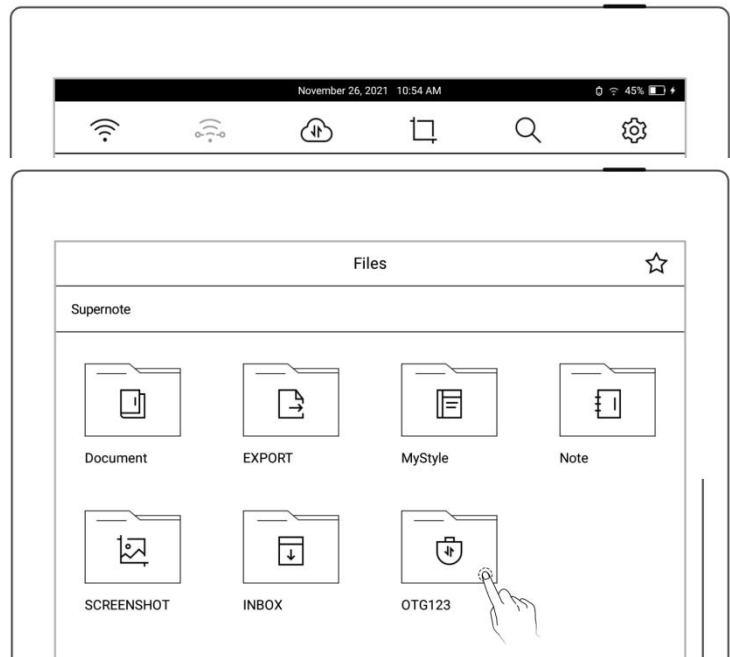 November 26, 2021 10:54 AM 45%
Files
Supernote
Document EXPORT MyStyle Note
SCREENSHOT INBOX OTG123